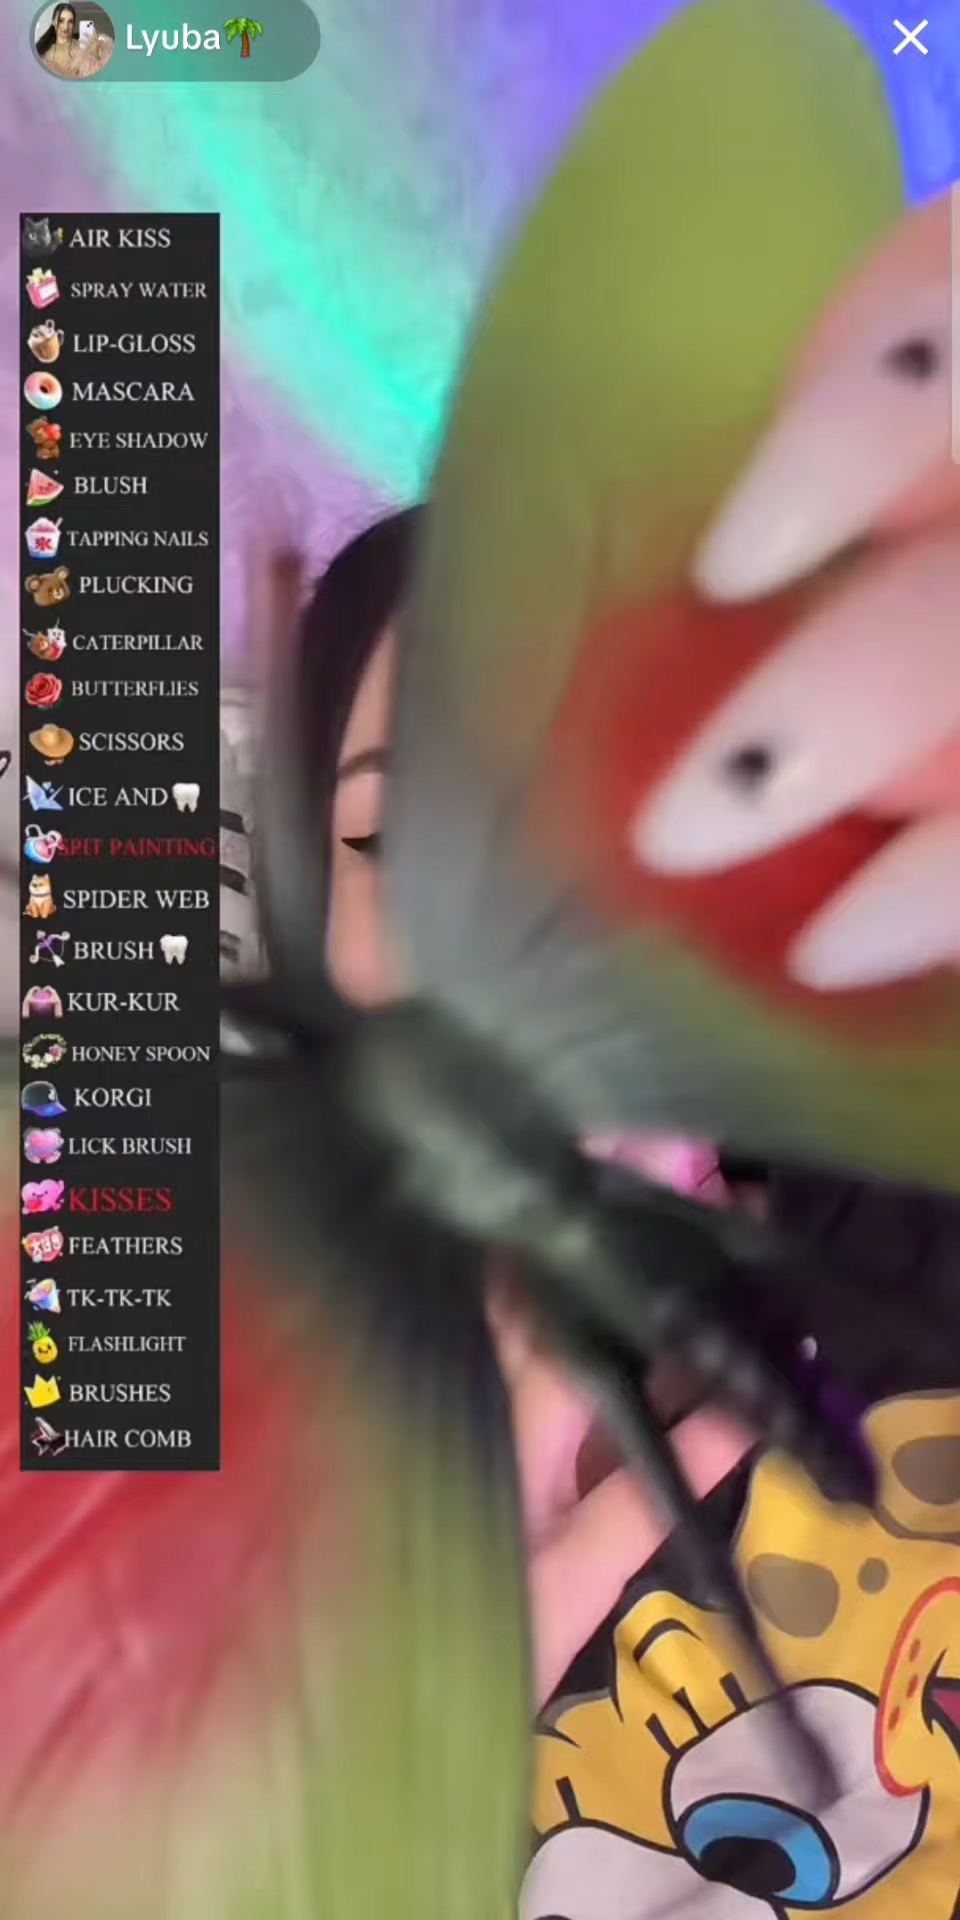 Lyuba🌴
AIR KISS
SPRAY WATER
LIP-GLOSS
MASCARA
EYE SHADOW
BLUSH
TAPPING NAILS
PLUCKING
CATERPILLAR
BUTTERFLIES
SCISSORS
ICE AND🦷
SPIT PAINTING
SPIDER WEB
BRUSH🦷
KUR-KUR
HONEY SPOON
KORGI
LICK BRUSH
KISSES
FEATHERS
TK-TK-TK
FLASHLIGHT
BRUSHES
HAIR COMB